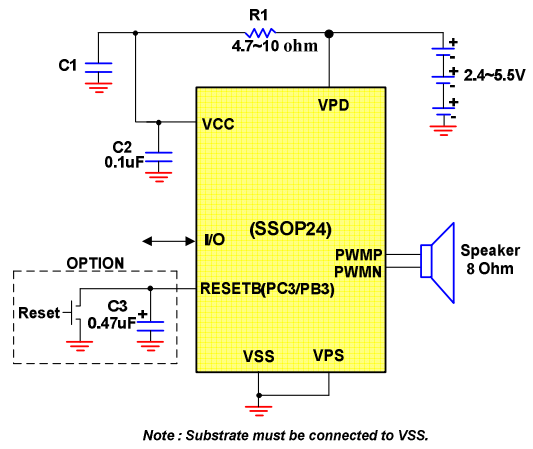 R1
4.7~10 ohm
C1
+
-
+
-
+
-
2.4~5.5V
VPD
VCC
C2
0.1uF
(SSOP24)
I/O
PWMP
PWMN
Speaker
8 Ohm
OPTION
RESETB(PC3/PB3)
Reset
C3
0.47uF
+
VSS
VPS
Note : Substrate must be connected to VSS.